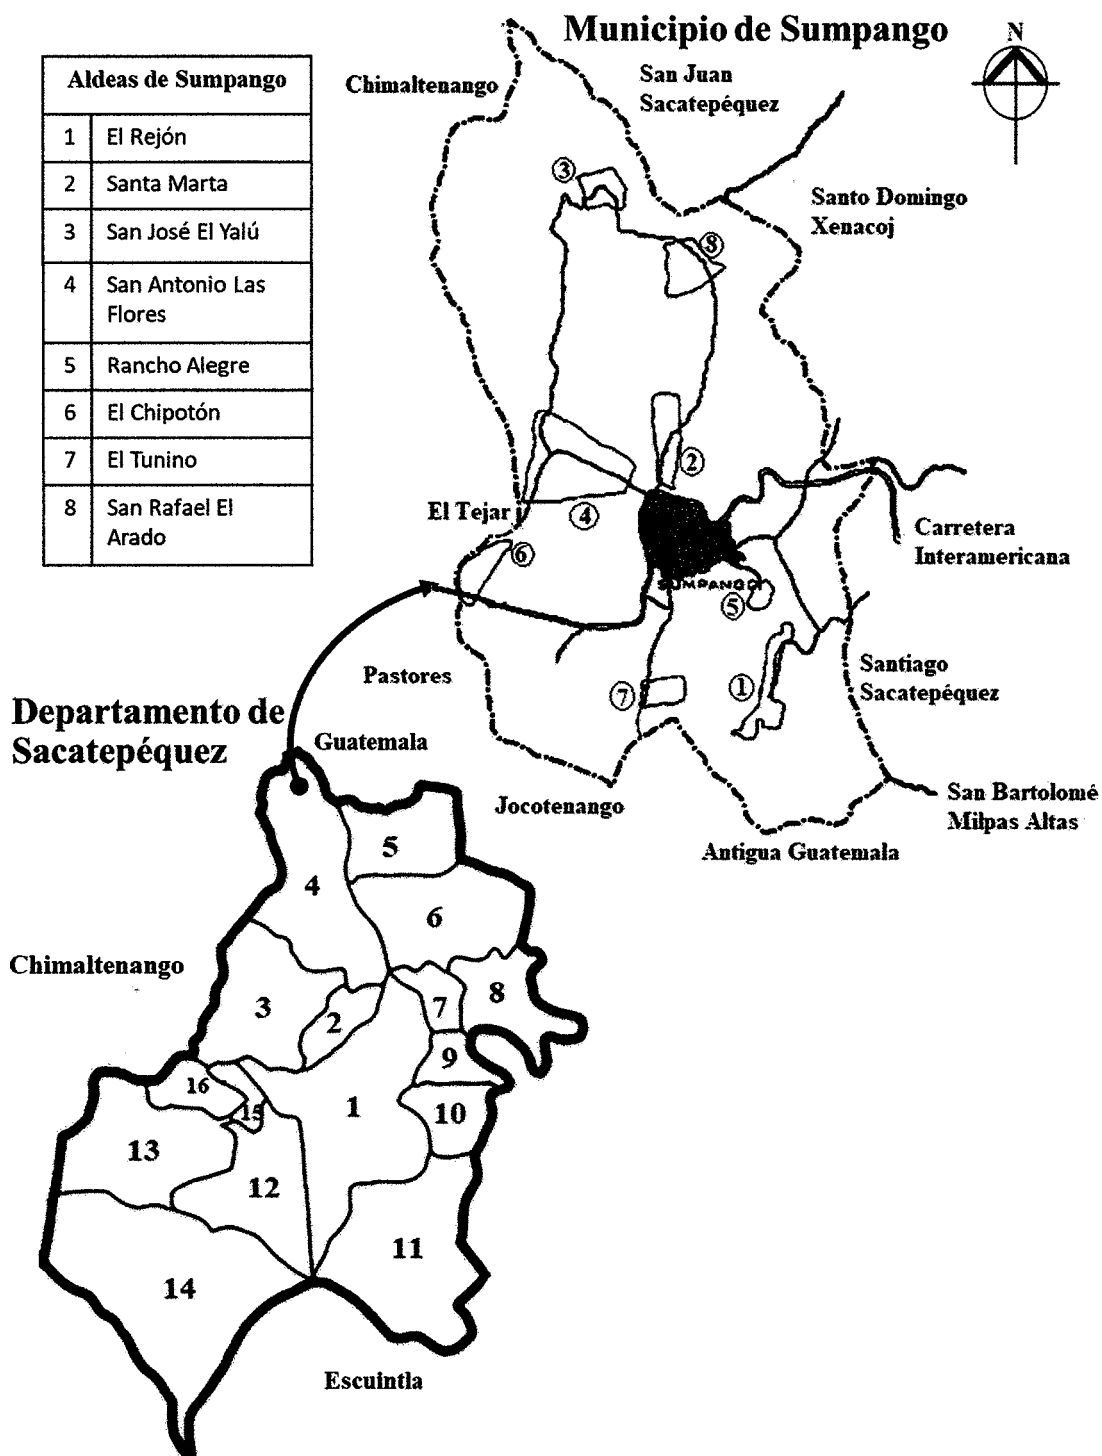 Municipio de Sumpango
N
Aldeas de Sumpango
1 El Rejón
2 Santa Marta
3 San José El Yalú
4 San Antonio Las
Flores
5 Rancho Alegre
6 El Chipotón
7 El Tunino
8 San Rafael El
Arado
Chimaltenango
San Juan
Sacatepéquez
Santo Domingo
Xenacoj
3
8
2
4
El Tejar
6
Carretera
Interamericana
SUMPANGO
5
Pastores
7
1
Santiago
Sacatepéquez
Jocotenango
San Bartolomé
Milpas Altas
Antigua Guatemala
Departamento de
Sacatepéquez
Guatemala
5
4
6
Chimaltenango
3
2
7
8
9
16
15
1
10
13
12
11
14
Escuintla